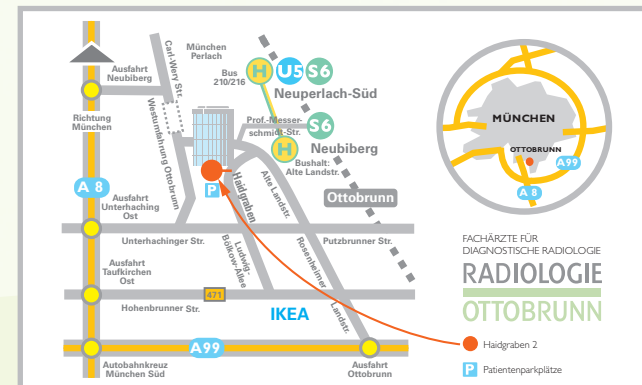 Ausfahrt
Neubiberg
Carl-Wery Str.
München
Perlach
Bus
210/216
H
U5
S6
Neuperlach-Süd
Richtung
München
Westumfahrung Ottobrunn
Prof.-Messer-
schmidt-Str.
S6
H
Neubiberg
Bushalt:
Alte Landstr.
A 8
P
Haidgraben
Alte Landstr.
Ottobrunn
Ausfahrt
Unterhaching
Ost
Unterhachinger Str.
Putzbrunner Str.
Ludwig-
Bölkow-Allee
Rosenheimer
Landstr.
Ausfahrt
Taufkirchen
Ost
Hohenbrunner Str.
471
IKEA
A99
Autobahnkreuz
München Süd
Ausfahrt
Ottobrunn
MÜNCHEN
OTTOBRUNN
A99
A 8
FACHÄRZTE FÜR
DIAGNOSTISCHE RADIOLOGIE
RADIOLOGIE
OTTOBRUNN
Haidgraben 2
P Patientenparkplätze